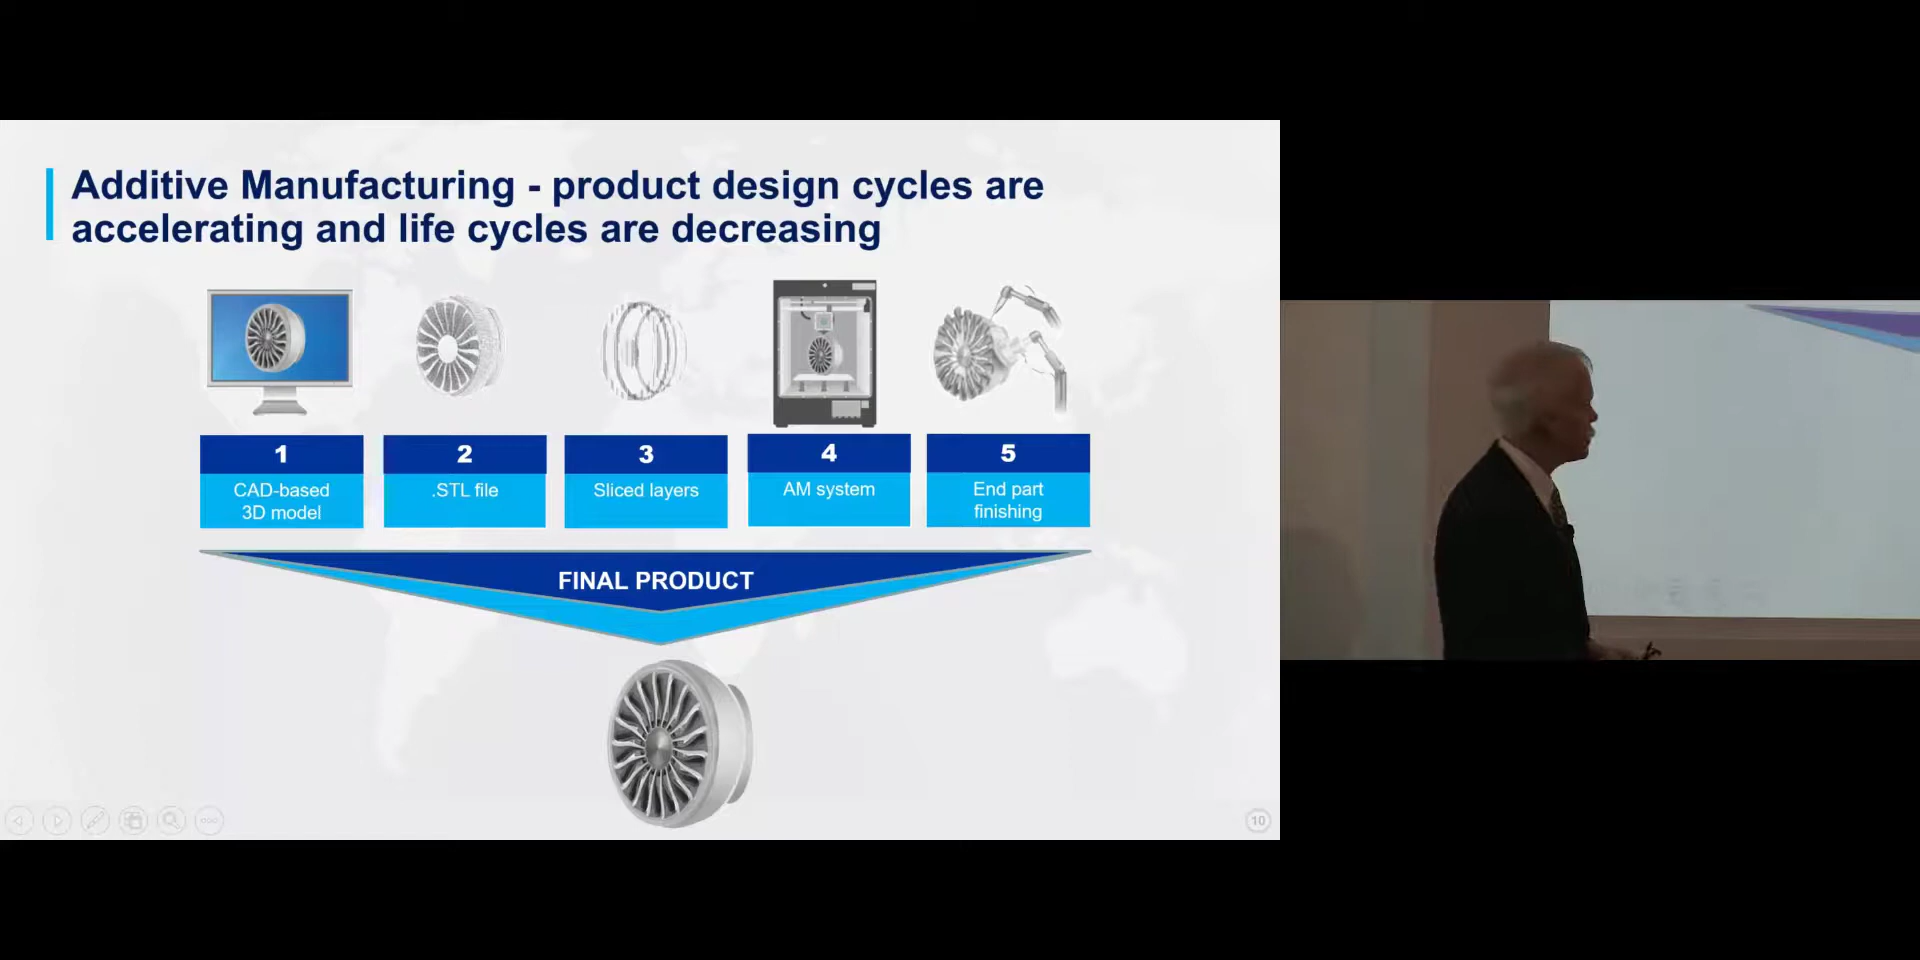 Additive Manufacturing - product design cycles are
accelerating and life cycles are decreasing
1
CAD-based
3D model
2
.STL file
3
Sliced layers
4
AM system
5
End part
finishing
FINAL PRODUCT
10